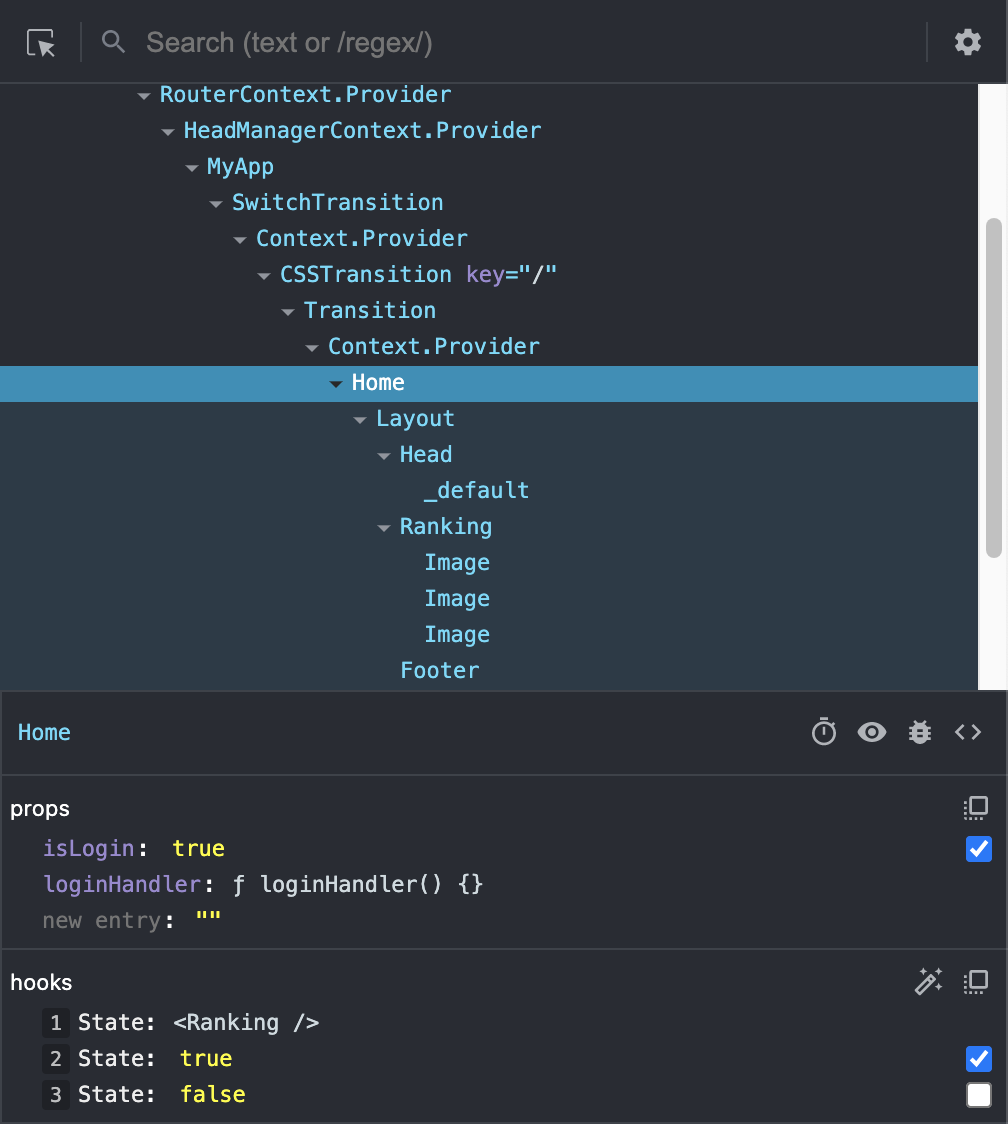 Search (text or /regex/)
RouterContext.Provider
HeadManagerContext.Provider
MyApp
SwitchTransition
Context.Provider
CSSTransition key="/"
Transition
Context.Provider
Home
Layout
Head
_default
Ranking
Image
Image
Image
Footer
Home
props
isLogin: true
loginHandler: ƒ loginHandler() {}
new entry: ""
hooks
1 State: <Ranking />
2 State: true
3 State: false